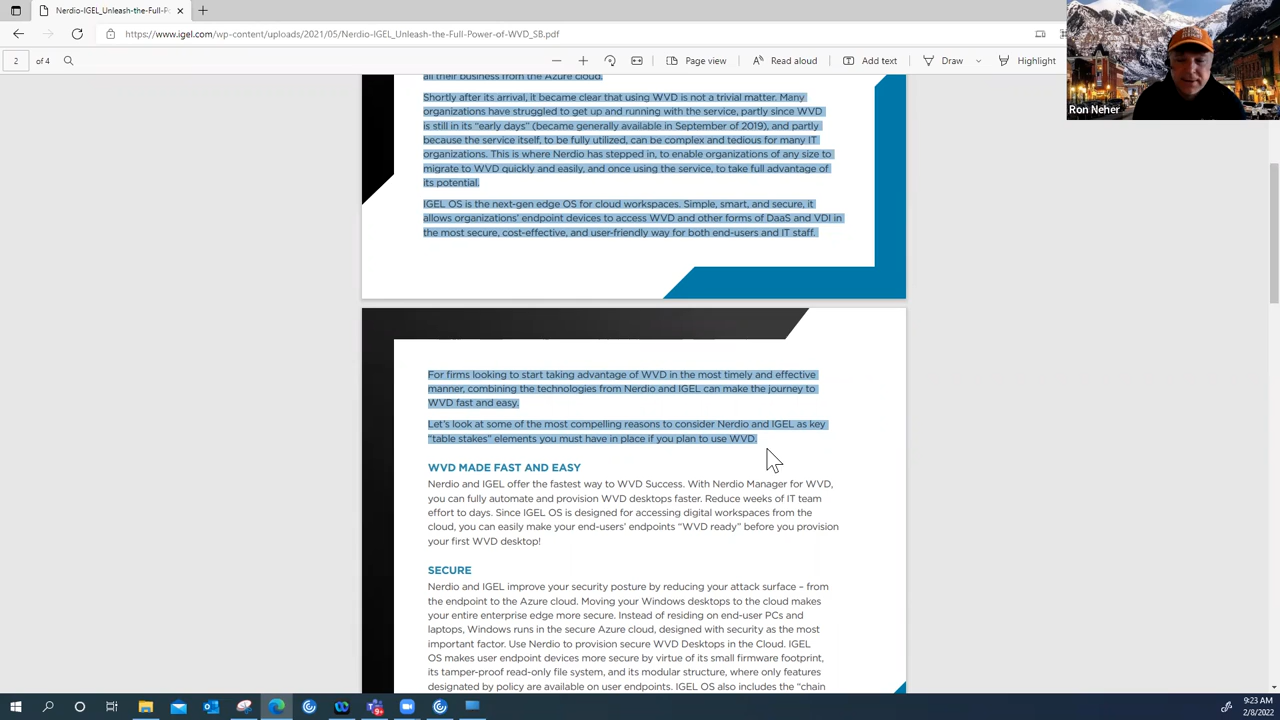 Nerdio-IGEL_Unleash-the-Full-P
https://www.igel.com/wp-content/uploads/2021/05/Nerdio-IGEL_Unleash-the-Full-Power-of-WVD_SB.pdf
2 of 4
Page view
Read aloud
Add text
Draw
Highlight
Ron Neher
all their business from the Azure cloud.
Shortly after its arrival, it became clear that using WVD is not a trivial matter. Many
organizations have struggled to get up and running with the service, partly since WVD
is still in its “early days” (became generally available in September of 2019), and partly
because the service itself, to be fully utilized, can be complex and tedious for many IT
organizations. This is where Nerdio has stepped in, to enable organizations of any size to
migrate to WVD quickly and easily, and once using the service, to take full advantage of
its potential.
IGEL OS is the next-gen edge OS for cloud workspaces. Simple, smart, and secure, it
allows organizations’ endpoint devices to access WVD and other forms of DaaS and VDI in
the most secure, cost-effective, and user-friendly way for both end-users and IT staff.
For firms looking to start taking advantage of WVD in the most timely and effective
manner, combining the technologies from Nerdio and IGEL can make the journey to
WVD fast and easy.
Let’s look at some of the most compelling reasons to consider Nerdio and IGEL as key
“table stakes” elements you must have in place if you plan to use WVD.
WVD MADE FAST AND EASY
Nerdio and IGEL offer the fastest way to WVD Success. With Nerdio Manager for WVD,
you can fully automate and provision WVD desktops faster. Reduce weeks of IT team
effort to days. Since IGEL OS is designed for accessing digital workspaces from the
cloud, you can easily make your end-users’ endpoints “WVD ready” before you provision
your first WVD desktop!
SECURE
Nerdio and IGEL improve your security posture by reducing your attack surface – from
the endpoint to the Azure cloud. Moving your Windows desktops to the cloud makes
your entire enterprise edge more secure. Instead of residing on end-user PCs and
laptops, Windows runs in the secure Azure cloud, designed with security as the most
important factor. Use Nerdio to provision secure WVD Desktops in the Cloud. IGEL
OS makes user endpoint devices more secure by virtue of its small firmware footprint,
its tamper-proof read-only file system, and its modular structure, where only features
designated by policy are available on user endpoints. IGEL OS also includes the “chain
9:23 AM
2/8/2022